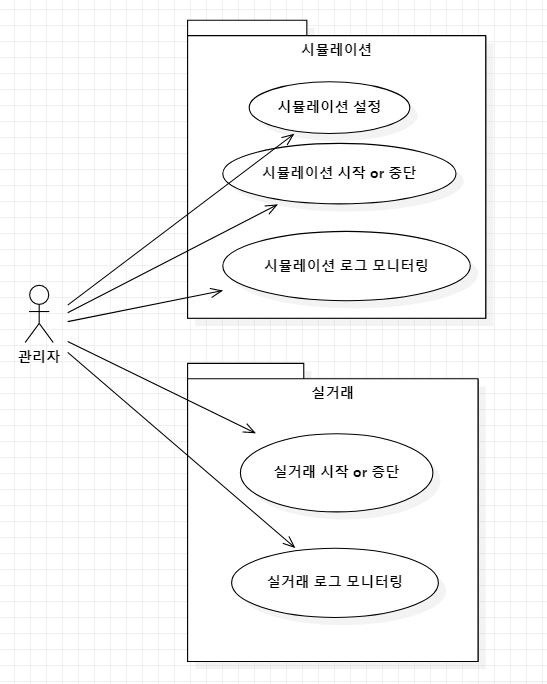 시뮬레이션
시뮬레이션 설정
시뮬레이션 시작 or 중단
시뮬레이션 로그 모니터링
관리자
실거래
실거래 시작 or 중단
실거래 로그 모니터링